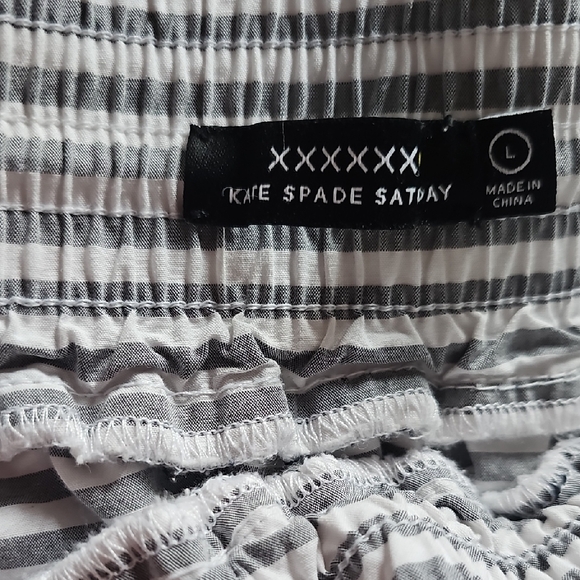 XXXXXX
KATE SPADE SATDAY
L
MADE IN
CHINA